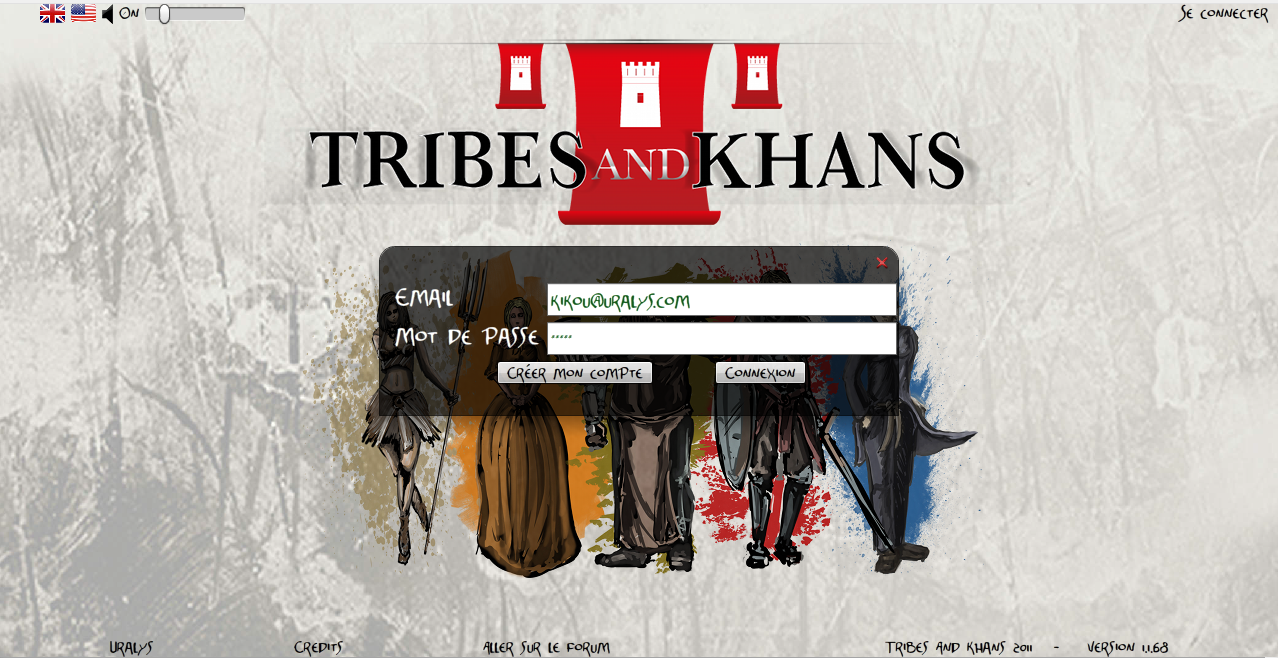 On
Se connecter
TRIBES AND KHANS
Email
kikou@uralys.com
Mot de passe
*****
Créer mon compte
Connexion
Uralys
Credits
Aller sur le forum
Tribes and Khans 2011 - version 1.1.68